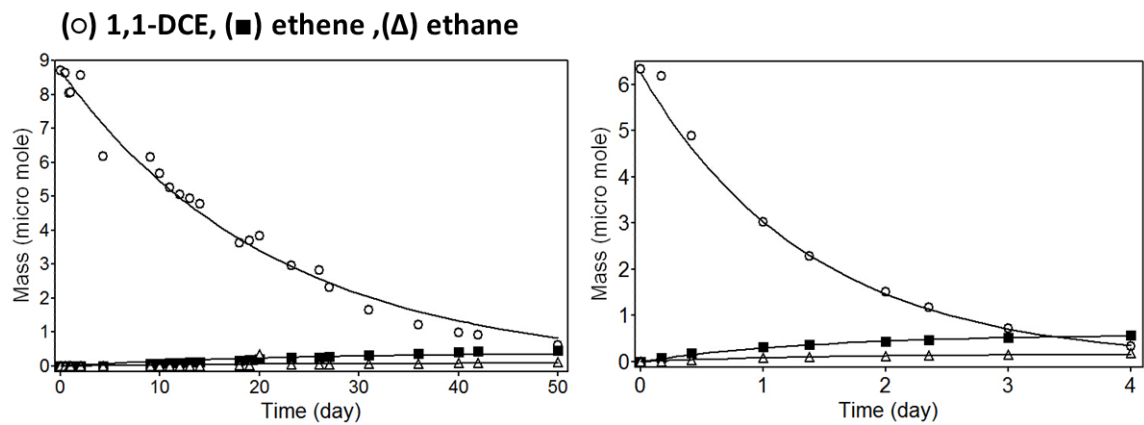 (○) 1,1-DCE, (■) ethene ,(Δ) ethane
9
8
7
6
5
4
3
2
1
0
Mass (micro mole)
0 10 20 30 40 50
Time (day)
6
5
4
3
2
1
0
Mass (micro mole)
0 1 2 3 4
Time (day)